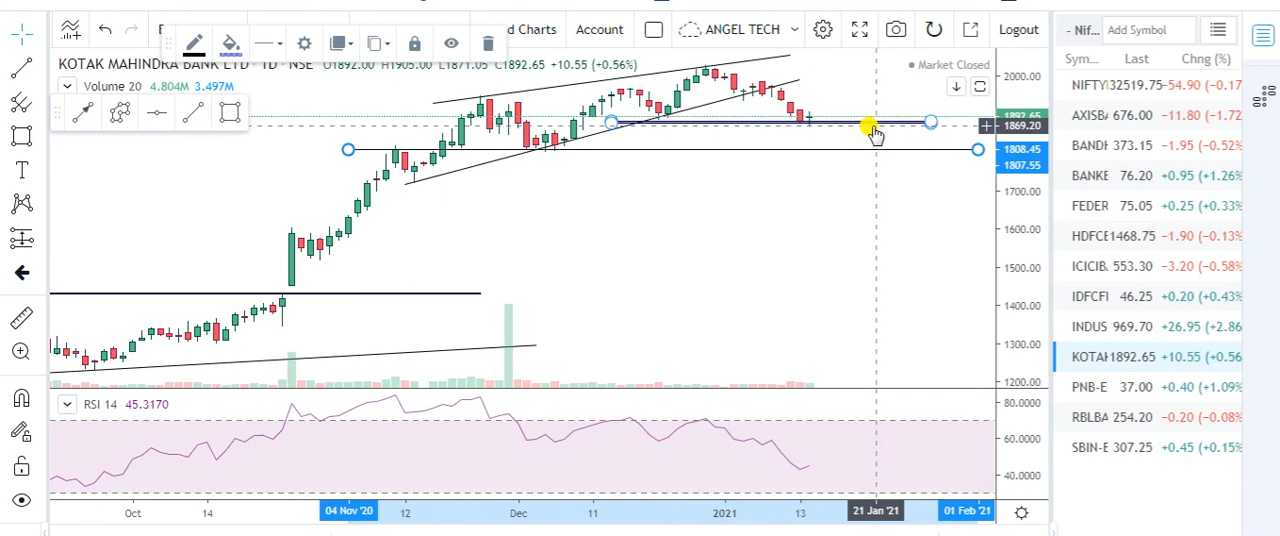 d Charts Account ANGEL TECH Logout
KOTAK MAHINDRA BANK LTD · 1D · NSE O1892.00 H1905.00 L1871.05 C1892.65 +10.55 (+0.56%)
Market Closed
Volume 20 4.804M 3.497M
2000.00
1892.65
1869.20
1808.45
1807.55
1700.00
1600.00
1500.00
1400.00
1300.00
1200.00
RSI 14 45.3170
80.0000
60.0000
40.0000
Oct 14 04 Nov '20 12 Dec 11 2021 13 21 Jan '21 01 Feb '21
- Nif... Add Symbol
Sym... Last Chng (%)
NIFTY 32519.75 -54.90 (-0.17
AXISBA 676.00 -11.80 (-1.72
BANDI 373.15 -1.95 (-0.52%)
BANKE 76.20 +0.95 (+1.26%
FEDER 75.05 +0.25 (+0.33%
HDFCE 1468.75 -1.90 (-0.13%)
ICICIB. 553.30 -3.20 (-0.58%
IDFCFI 46.25 +0.20 (+0.43%
INDUS 969.70 +26.95 (+2.86
KOTAK 1892.65 +10.55 (+0.56
PNB-E 37.00 +0.40 (+1.09%
RBLBA 254.20 -0.20 (-0.08%
SBIN-E 307.25 +0.45 (+0.15%